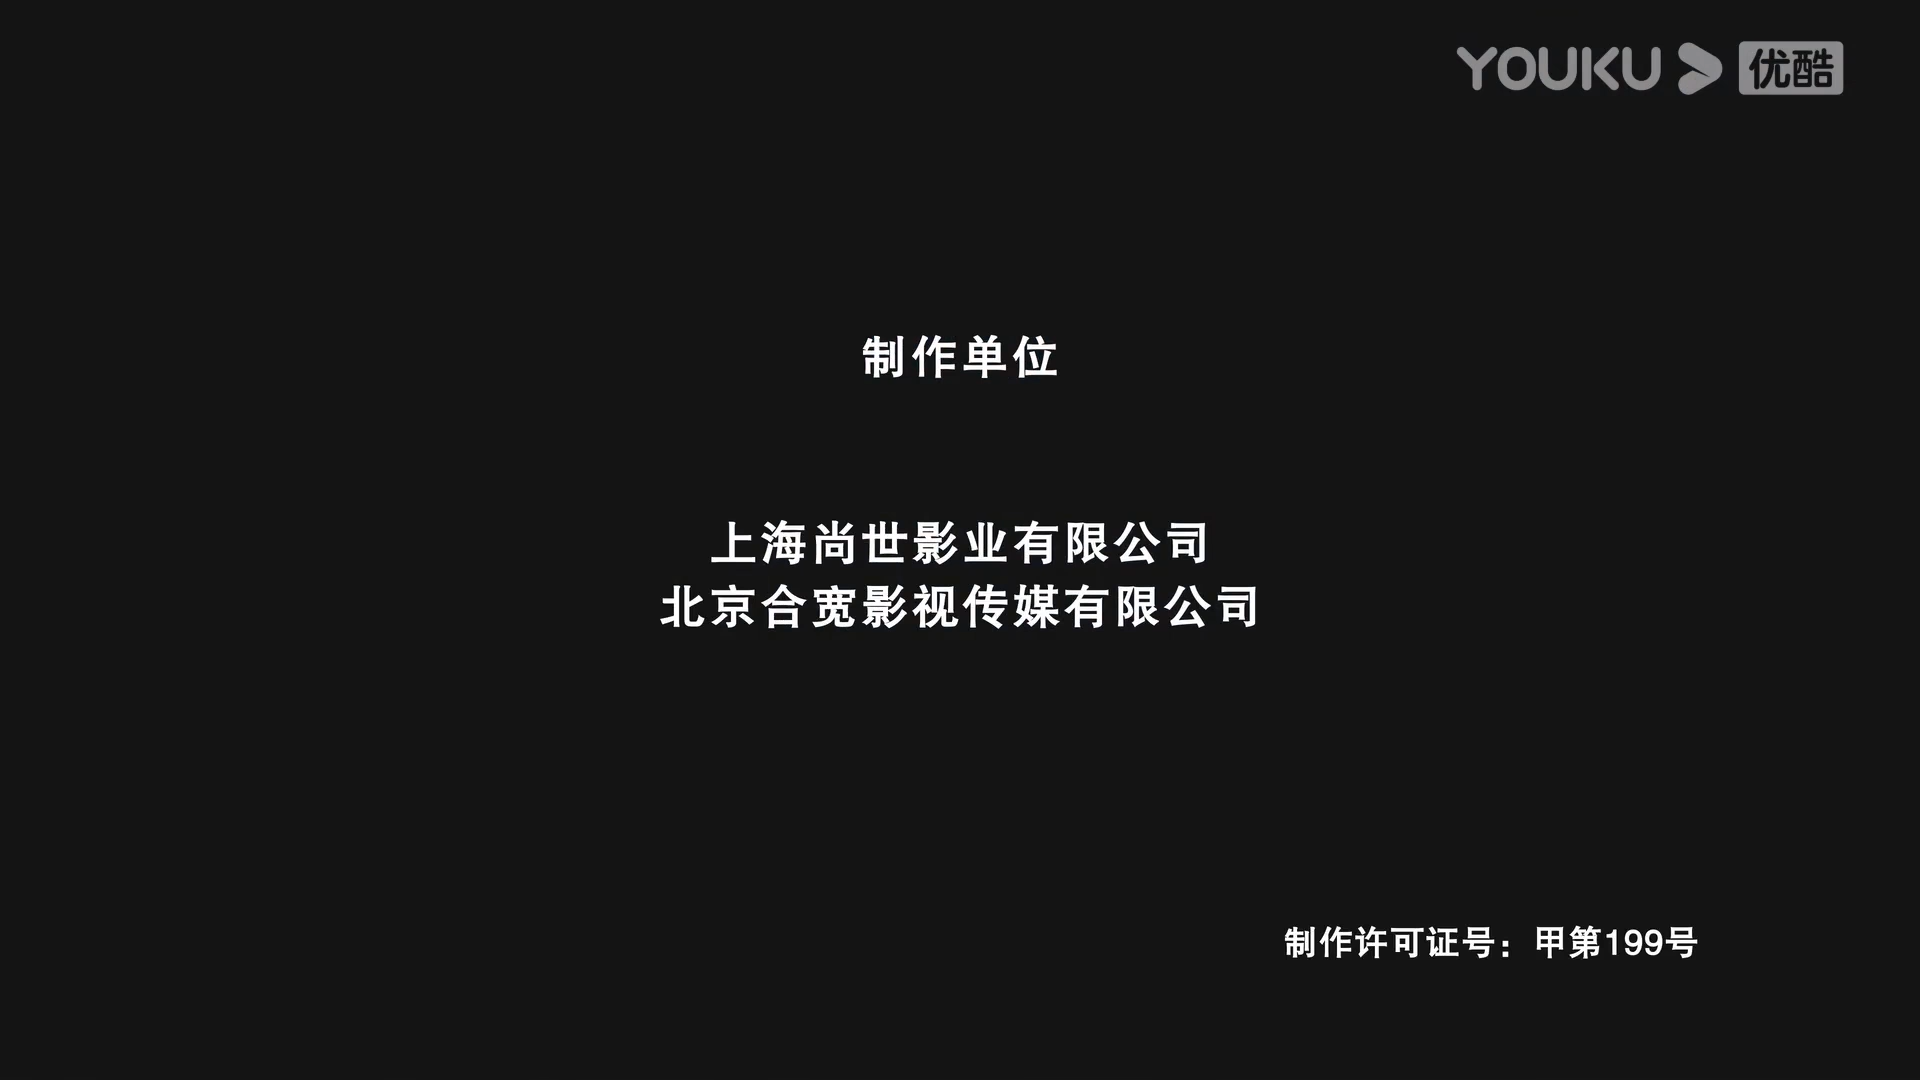 YOUKU 优酷
制作单位
上海尚世影业有限公司
北京合宽影视传媒有限公司
制作许可证号：甲第199号